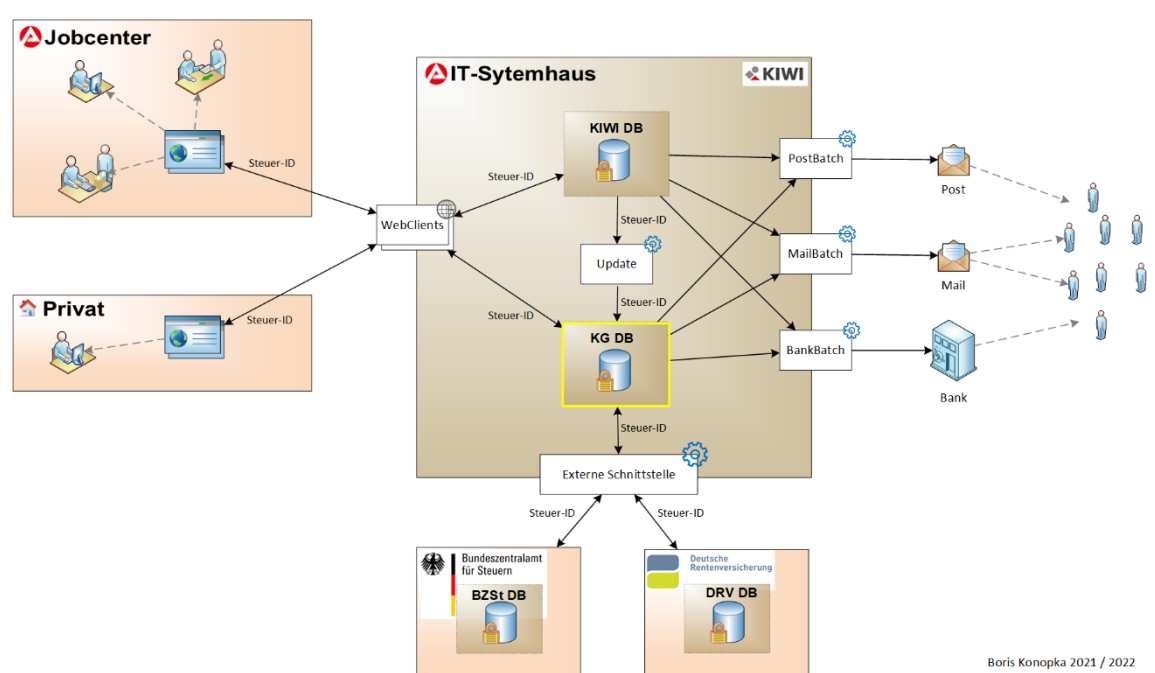 Jobcenter
Steuer-ID
Privat
Steuer-ID
WebClients
IT-Sytemhaus
KIWI
KIWI DB
Steuer-ID
Steuer-ID
Update
Steuer-ID
Steuer-ID
KG DB
Steuer-ID
Externe Schnittstelle
PostBatch
MailBatch
BankBatch
Post
Mail
Bank
Steuer-ID
Steuer-ID
Bundeszentralamt
für Steuern
BZSt DB
Deutsche
Rentenversicherung
DRV DB
Boris Konopka 2021 / 2022